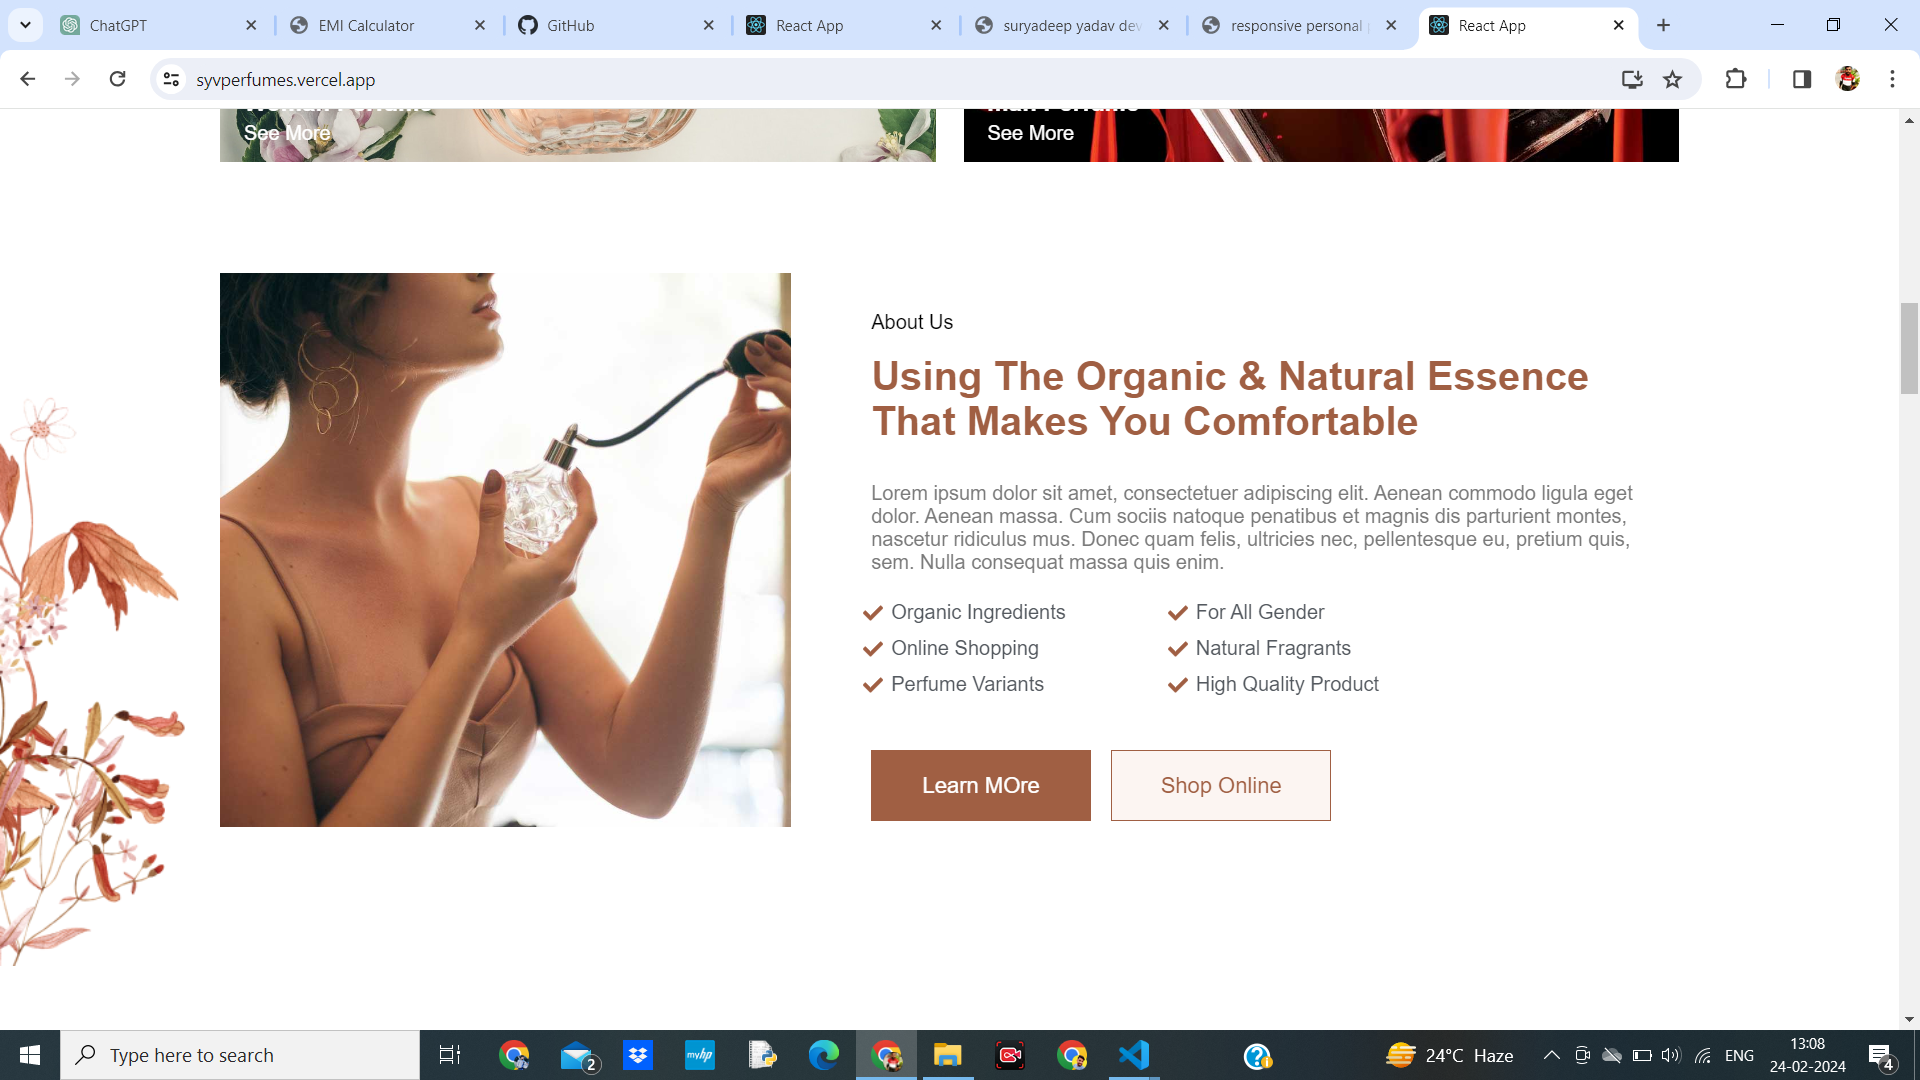 ChatGPT
EMI Calculator
GitHub
React App
suryadeep yadav dev
responsive personal
React App
syvperfumes.vercel.app
Woman Perfume
See More
Man Perfume
See More
About Us
Using The Organic & Natural Essence
That Makes You Comfortable
Lorem ipsum dolor sit amet, consectetuer adipiscing elit. Aenean commodo ligula eget
dolor. Aenean massa. Cum sociis natoque penatibus et magnis dis parturient montes,
nascetur ridiculus mus. Donec quam felis, ultricies nec, pellentesque eu, pretium quis,
sem. Nulla consequat massa quis enim.
Organic Ingredients
For All Gender
Online Shopping
Natural Fragrants
Perfume Variants
High Quality Product
Learn MOre
Shop Online
Type here to search
2
myhp
24°C Haze
ENG
13:08
24-02-2024
4